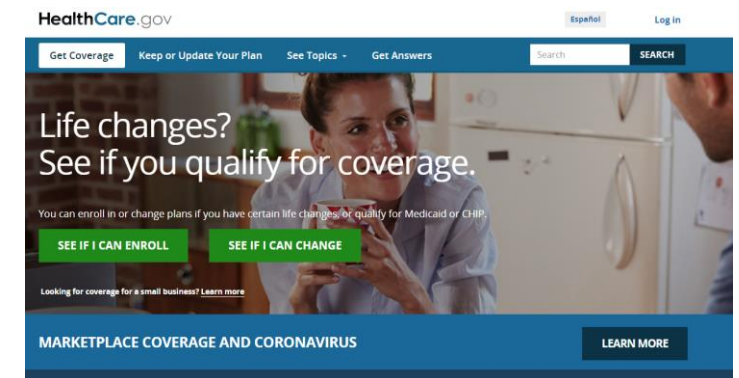 HealthCare.gov
Español
Log in
Get Coverage
Keep or Update Your Plan
See Topics -
Get Answers
Search
SEARCH
Life changes?
See if you qualify for coverage.
You can enroll in or change plans if you have certain life changes, or qualify for Medicaid or CHIP.
SEE IF I CAN ENROLL
SEE IF I CAN CHANGE
Looking for coverage for a small business? Learn more
MARKETPLACE COVERAGE AND CORONAVIRUS
LEARN MORE